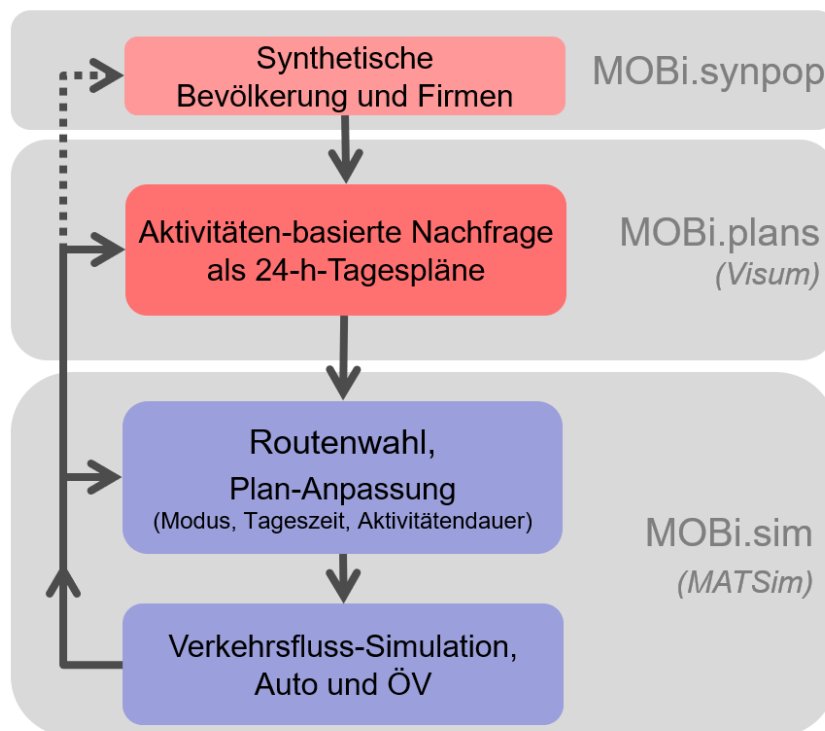 Synthetische
Bevölkerung und Firmen
MOBi.synpop
Aktivitäten-basierte Nachfrage
als 24-h-Tagespläne
MOBi.plans
(Visum)
Routenwahl,
Plan-Anpassung
(Modus, Tageszeit, Aktivitätendauer)
MOBi.sim
(MATSim)
Verkehrsfluss-Simulation,
Auto und ÖV